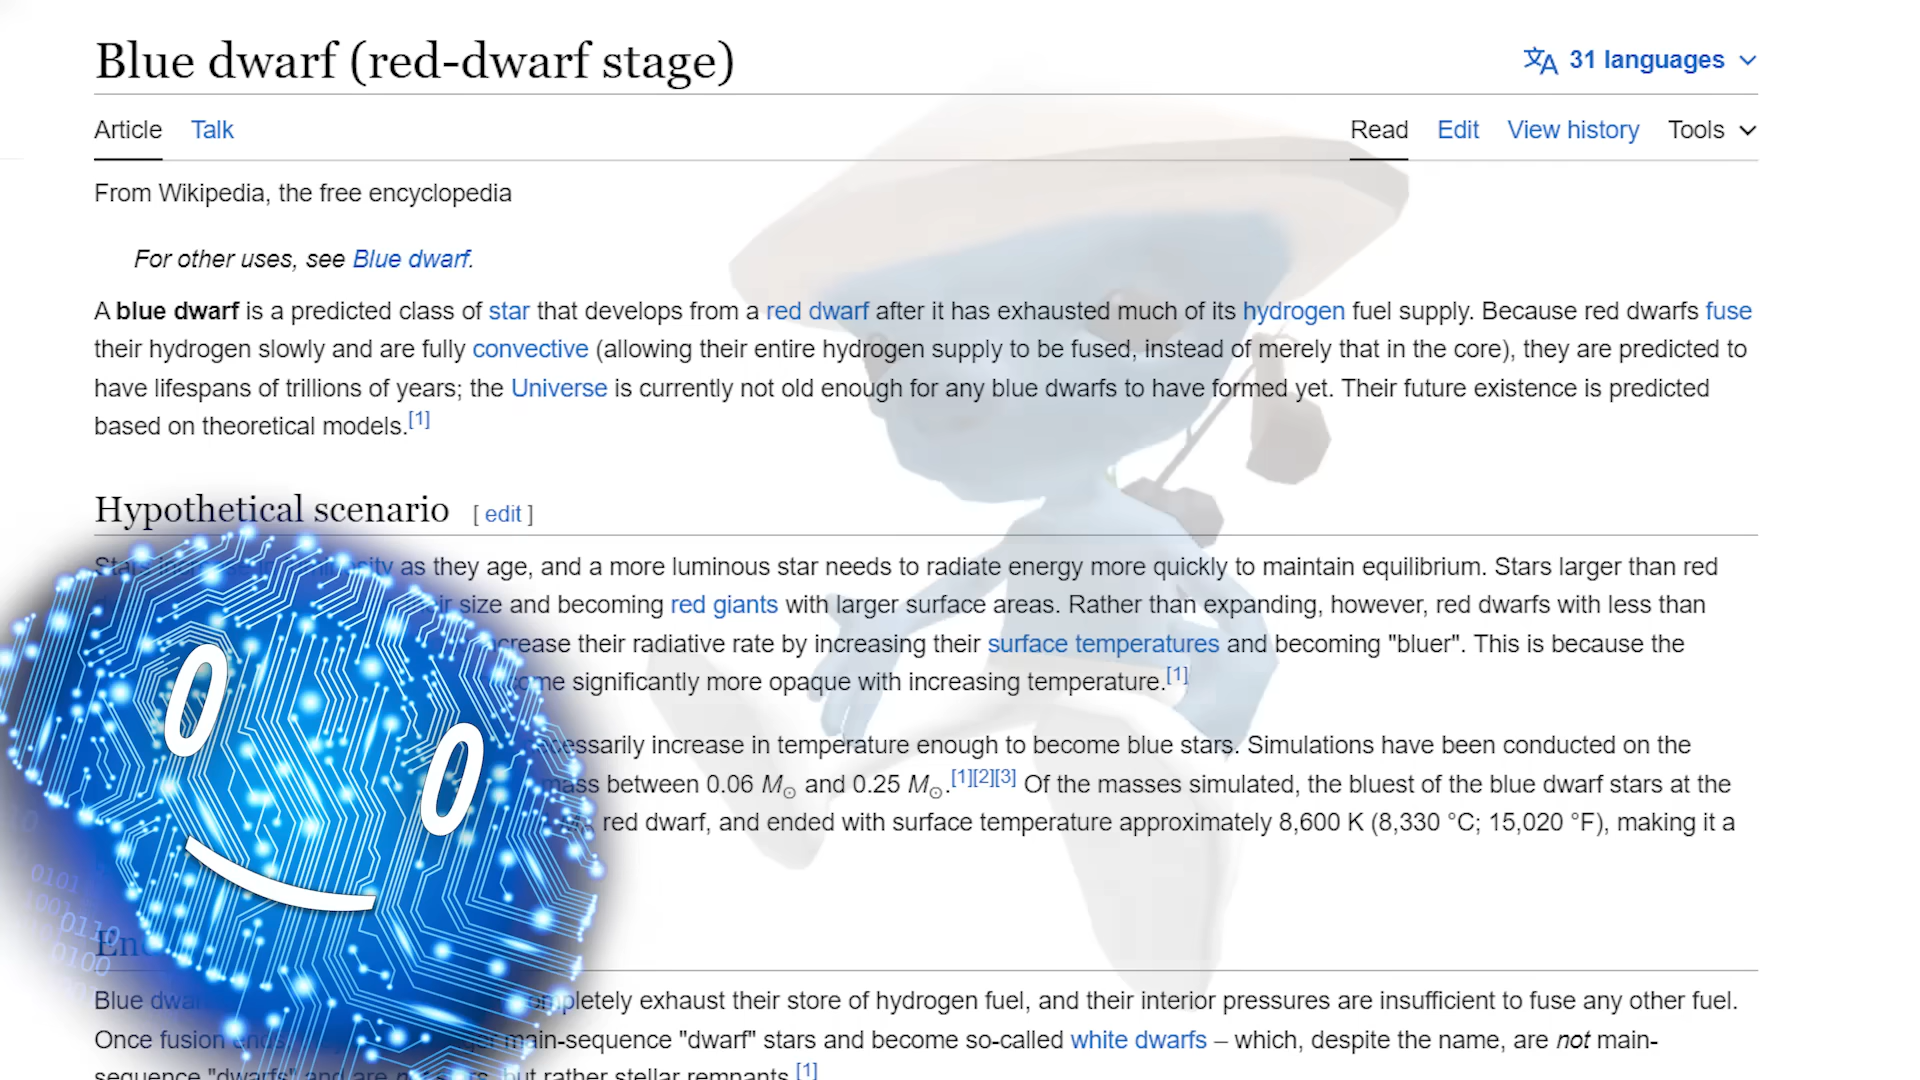 Blue dwarf (red-dwarf stage)
31 languages
Article Talk
Read Edit View history Tools
From Wikipedia, the free encyclopedia
For other uses, see Blue dwarf.
A blue dwarf is a predicted class of star that develops from a red dwarf after it has exhausted much of its hydrogen fuel supply. Because red dwarfs fuse
their hydrogen slowly and are fully convective (allowing their entire hydrogen supply to be fused, instead of merely that in the core), they are predicted to
have lifespans of trillions of years; the Universe is currently not old enough for any blue dwarfs to have formed yet. Their future existence is predicted
based on theoretical models.[1]
Hypothetical scenario [ edit ]
as they age, and a more luminous star needs to radiate energy more quickly to maintain equilibrium. Stars larger than red
size and becoming red giants with larger surface areas. Rather than expanding, however, red dwarfs with less than
their radiative rate by increasing their surface temperatures and becoming "bluer". This is because the
significantly more opaque with increasing temperature.[1]
increase in temperature enough to become blue stars. Simulations have been conducted on the
mass between 0.06 M☉ and 0.25 M☉.[1][2][3] Of the masses simulated, the bluest of the blue dwarf stars at the
red dwarf, and ended with surface temperature approximately 8,600 K (8,330 °C; 15,020 °F), making it a
0101
0110
0100
Blue
exhaust their store of hydrogen fuel, and their interior pressures are insufficient to fuse any other fuel.
Once fusion ends, main-sequence "dwarf" stars and become so-called white dwarfs – which, despite the name, are not main-
sequence "dwarfs" and are but rather stellar remnants.[1]